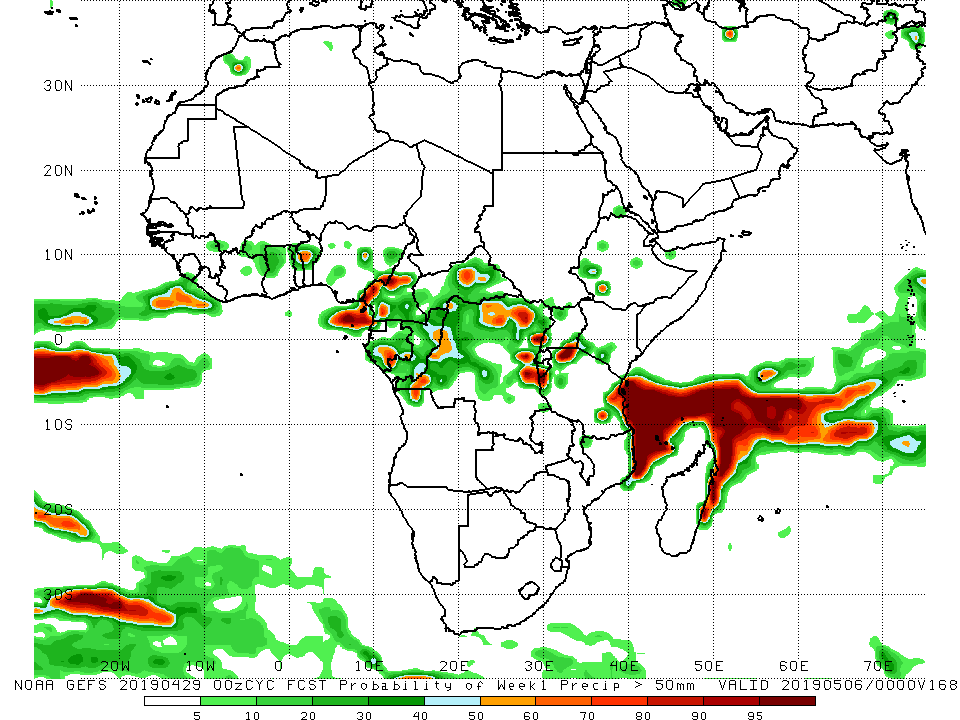 30N
20N
10N
0
10S
20S
30S
20W 10W 0 10E 20E 30E 40E 50E 60E 70E
NOAA GEFS 20190429 00zCYC FCST Probability of Week1 Precip > 50mm VALID 20190506/0000V168
5 10 20 30 40 50 60 70 80 90 95